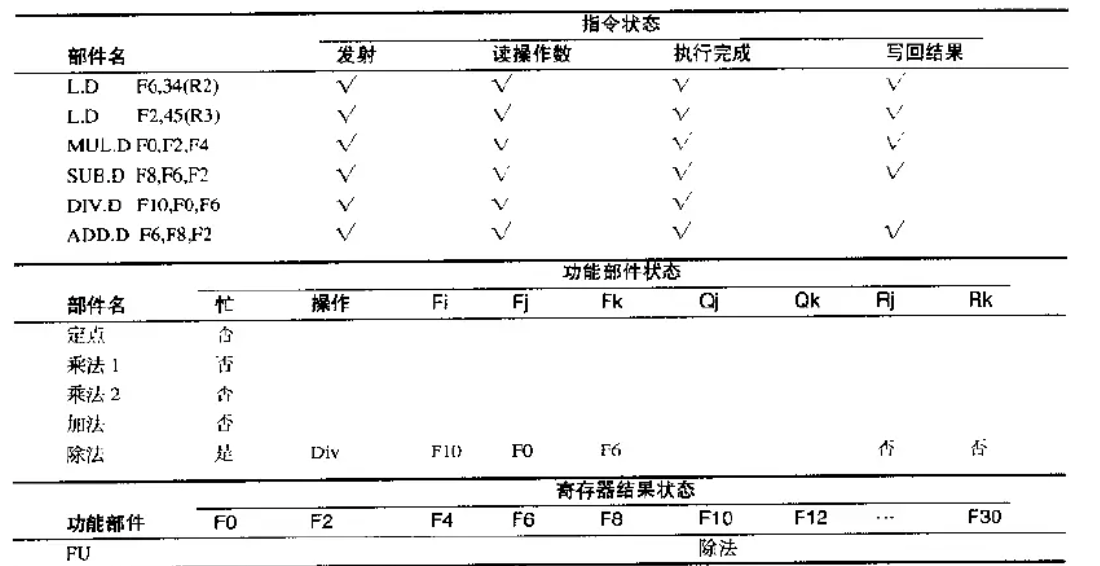 指令状态
部件名 发射 读操作数 执行完成 写回结果
L.D F6,34(R2) √ √ √ √
L.D F2,45(R3) √ √ √ √
MUL.D F0,F2,F4 √ √ √ √
SUB.D F8,F6,F2 √ √ √ √
DIV.D F10,F0,F6 √ √ √
ADD.D F6,F8,F2 √ √ √ √
功能部件状态
部件名 忙 操作 Fi Fj Fk Qj Qk Rj Rk
定点 否
乘法 1 否
乘法 2 否
加法 否
除法 是 Div F10 F0 F6 否 否
寄存器结果状态
功能部件 F0 F2 F4 F6 F8 F10 F12 … F30
FU 除法